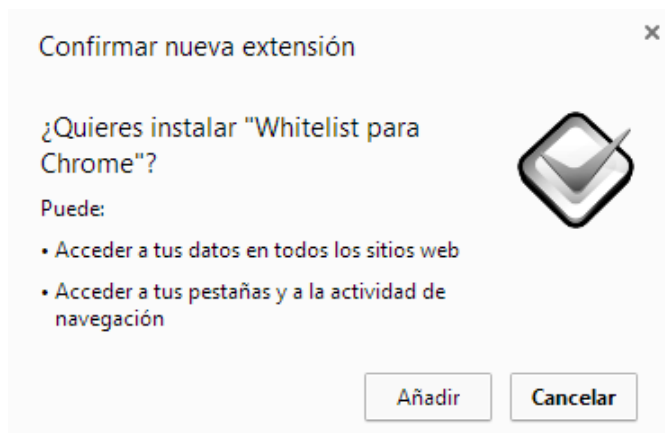 Confirmar nueva extensión
¿Quieres instalar "Whitelist para
Chrome"?
Puede:
• Acceder a tus datos en todos los sitios web
• Acceder a tus pestañas y a la actividad de
navegación
Añadir
Cancelar